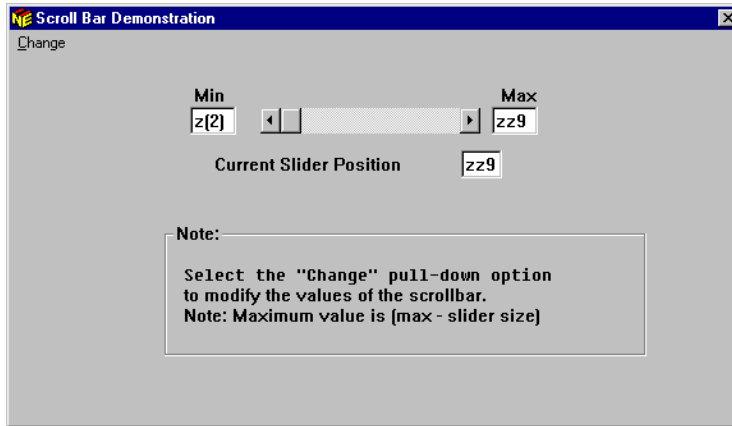 NE Scroll Bar Demonstration
Change
Min Max
z(2) zz9
Current Slider Position zz9
Note:
Select the "Change" pull-down option
to modify the values of the scrollbar.
Note: Maximum value is (max - slider size)